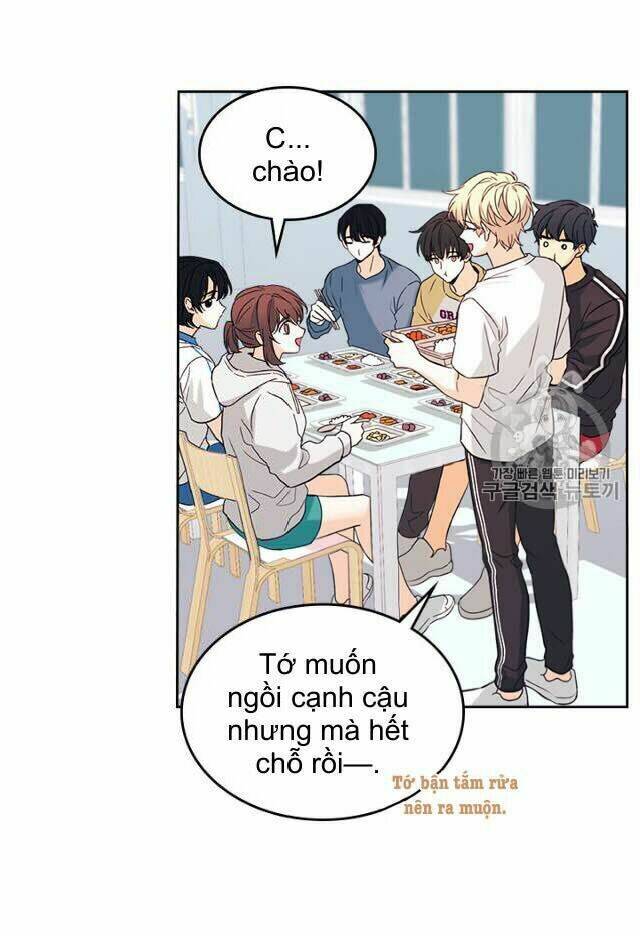 C...
chào!
ORA
가장 빠른 웹툰 미리보기
구글검색 뉴토끼
Tớ muốn
ngồi cạnh cậu
nhưng mà hết
chỗ rồi—.
Tớ bận tắm rửa
nên ra muộn.